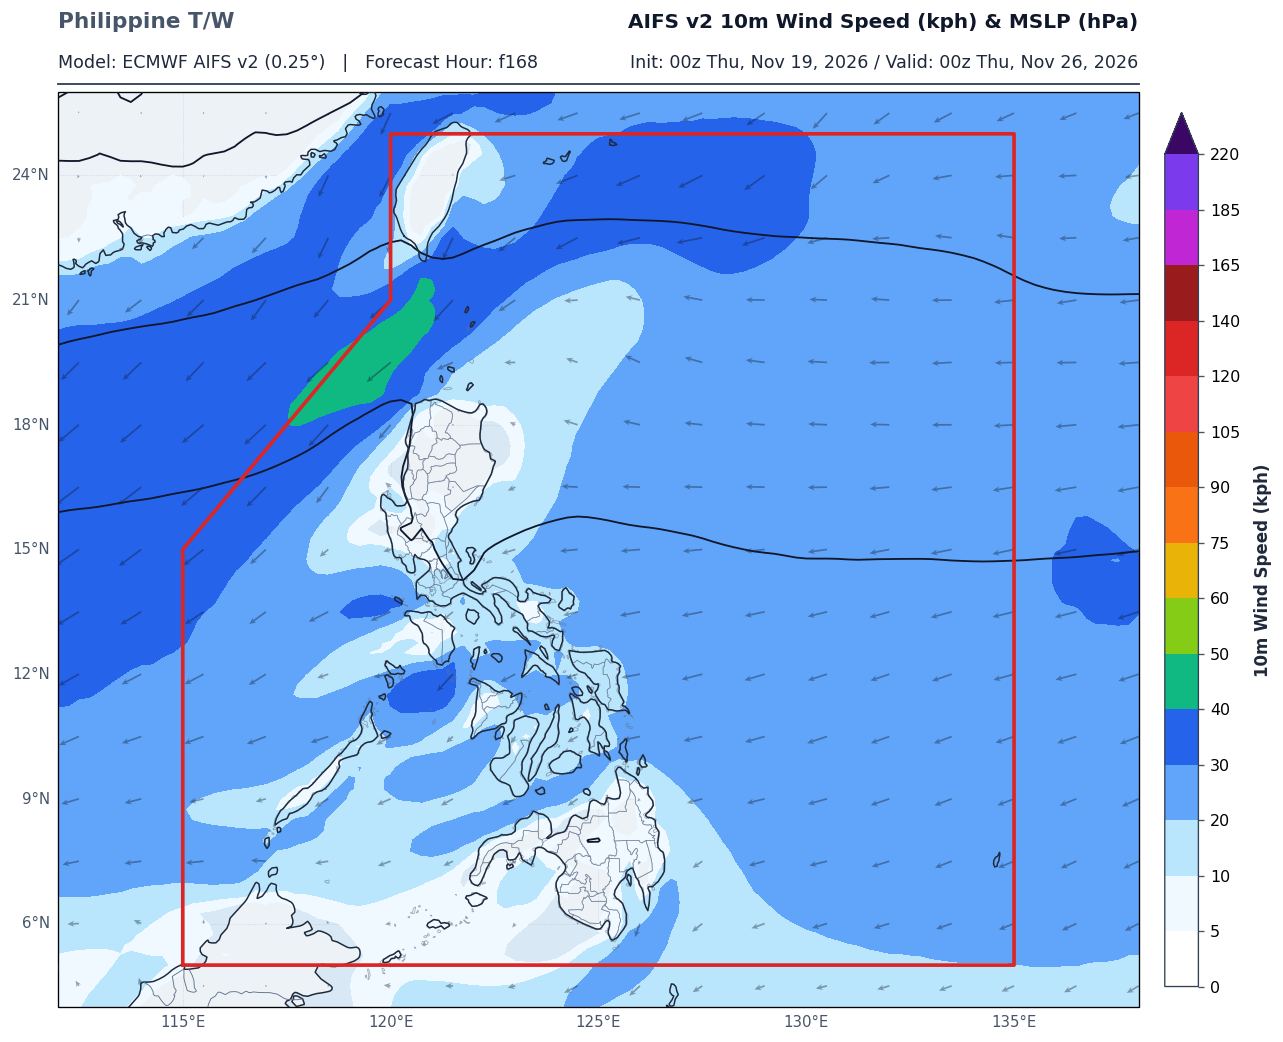 Philippine T/W
AIFS v2 10m Wind Speed (kph) & MSLP (hPa)
Model: ECMWF AIFS v2 (0.25°) | Forecast Hour: f168
Init: 00z Thu, Nov 19, 2026 / Valid: 00z Thu, Nov 26, 2026
24°N
21°N
18°N
15°N
12°N
9°N
6°N
115°E
120°E
125°E
130°E
135°E
220
185
165
140
120
105
90
75
60
50
40
30
20
10
5
0
10m Wind Speed (kph)